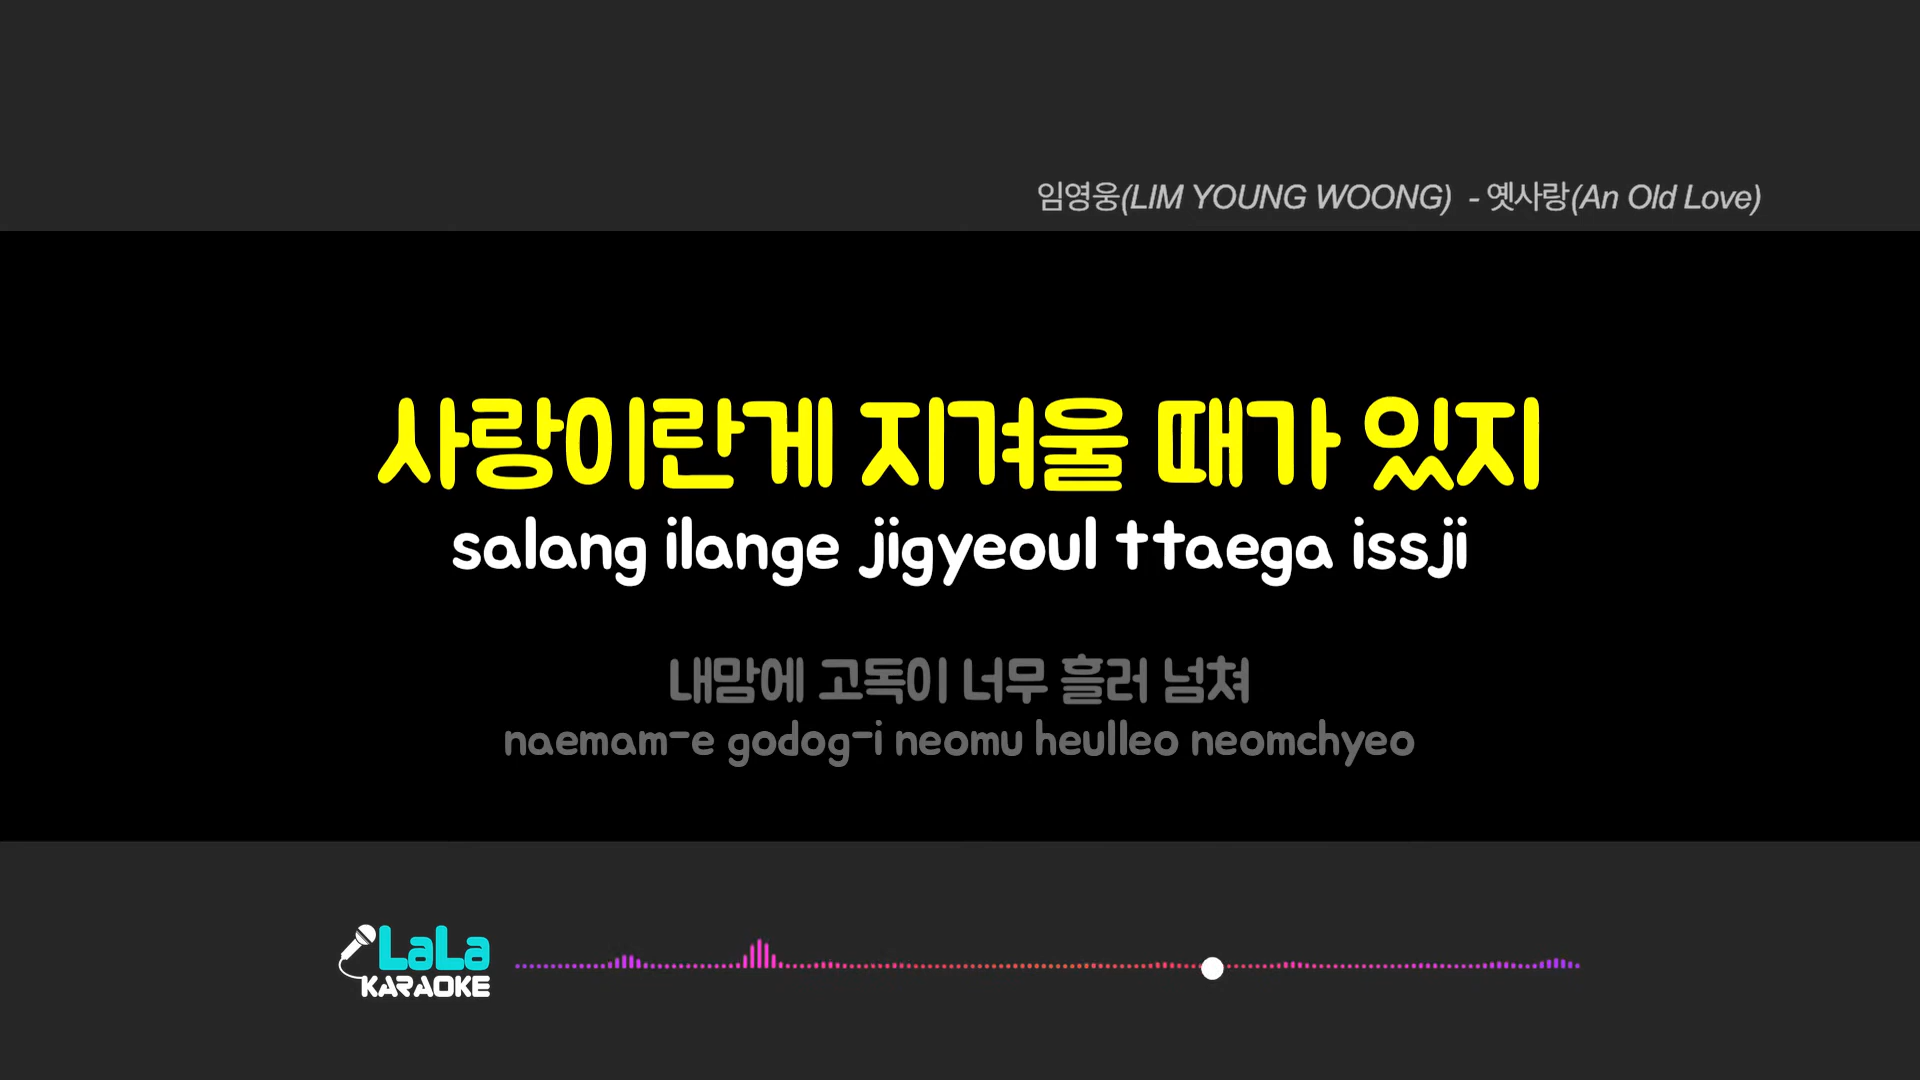 임영웅(LIM YOUNG WOONG) - 옛사랑(An Old Love)
사랑이란게 지겨울 때가 있지
salang ilange jigyeoul ttaega issji
내맘에 고독이 너무 흘러 넘쳐
naemam-e godog-i neomu heulleo neomchyeo
LaLa
KARAOKE